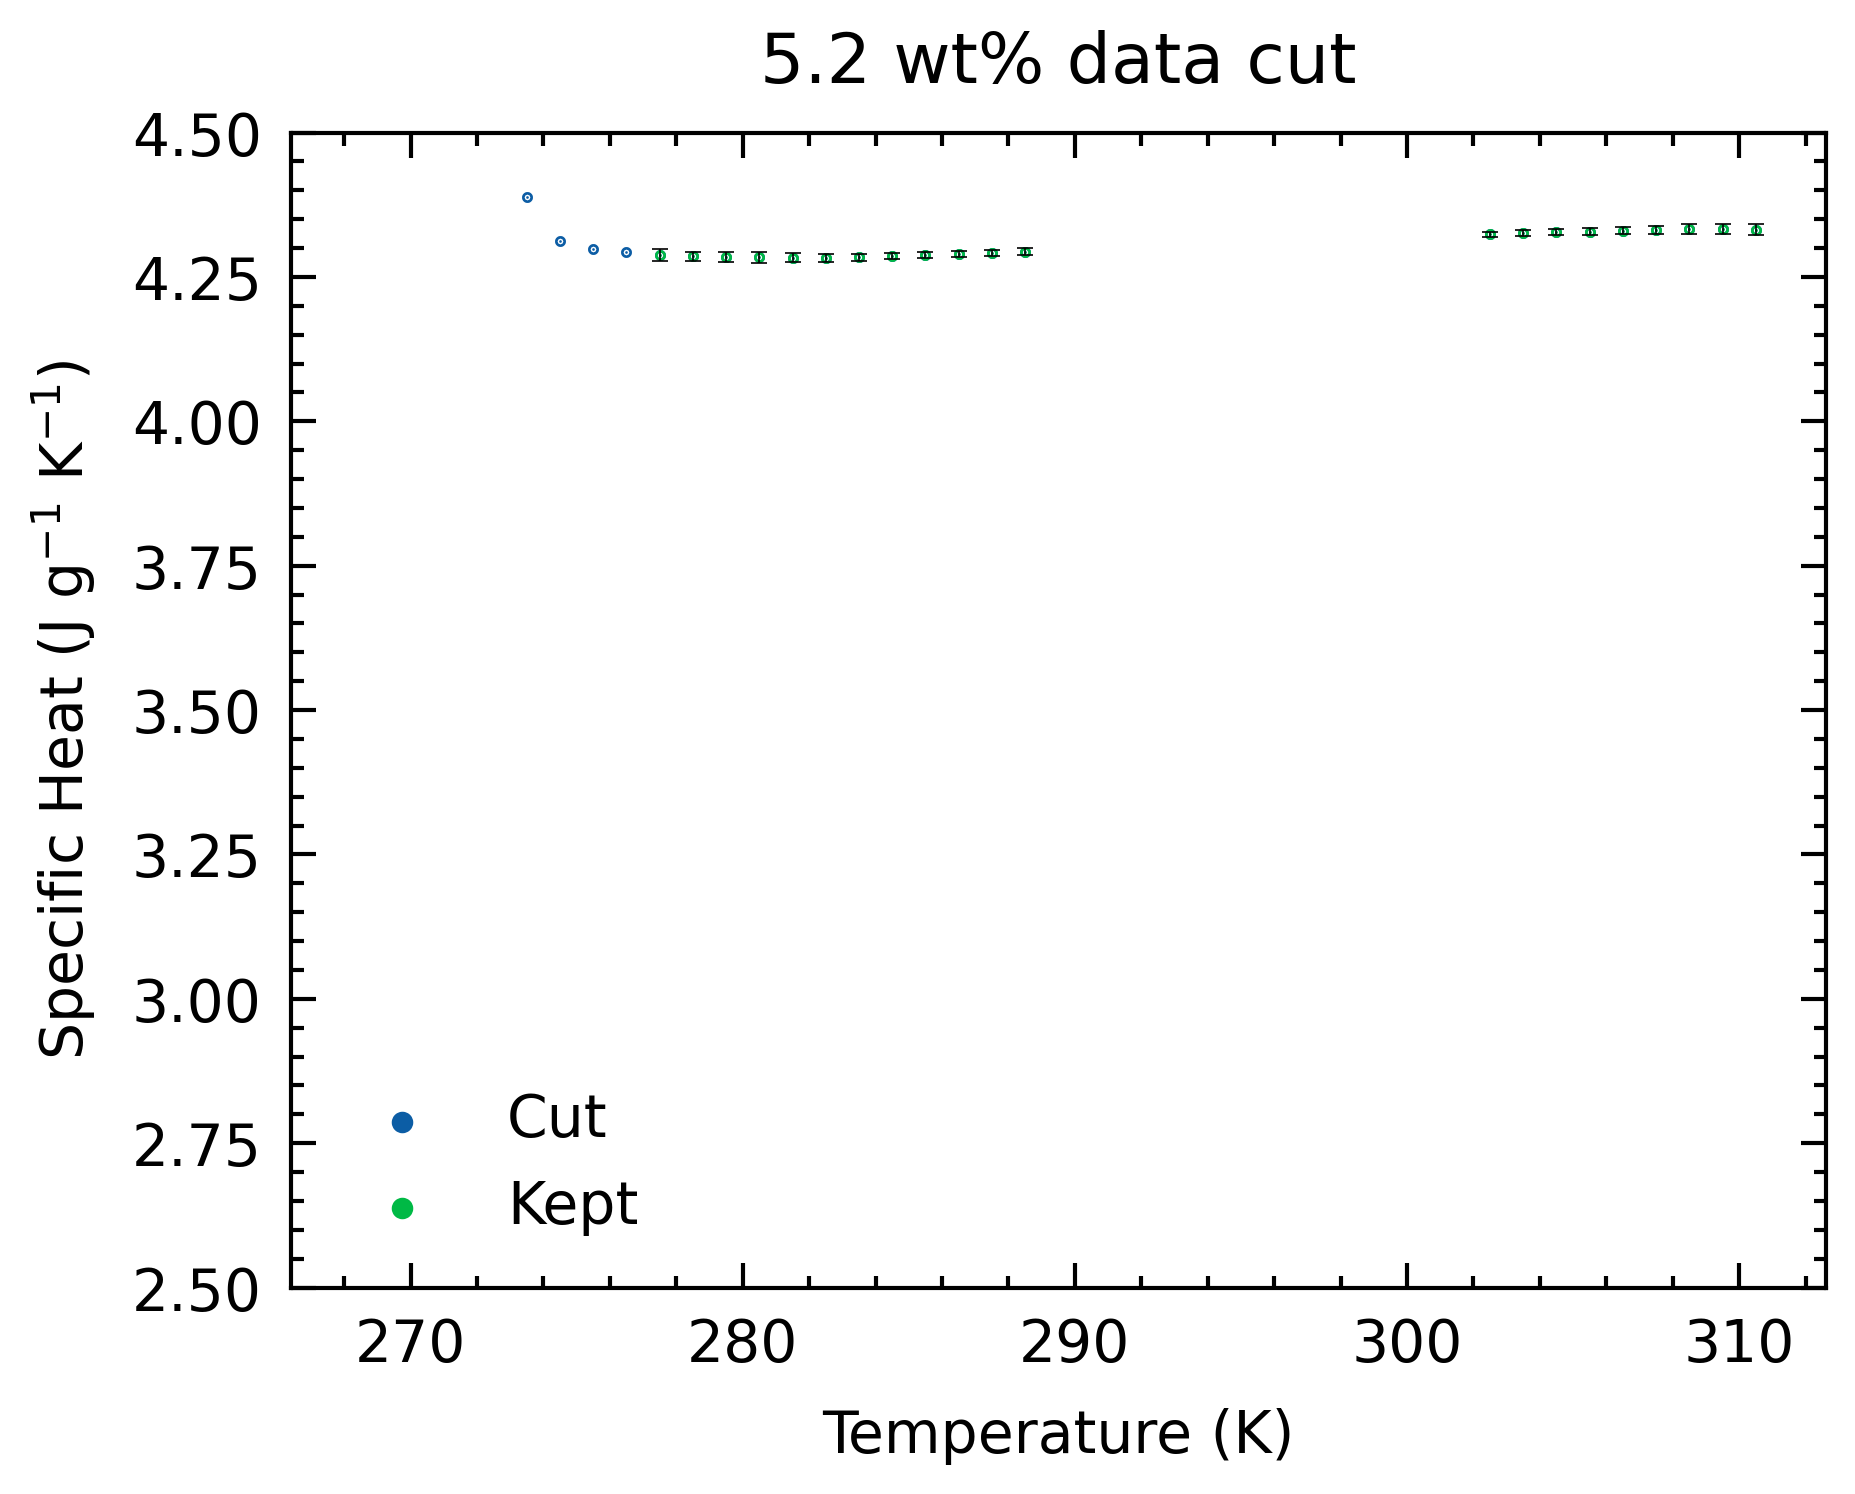 5.2 wt% data cut
4.50
4.25
4.00
3.75
3.50
3.25
3.00
2.75
2.50
Specific Heat (J g⁻¹ K⁻¹)
Cut
Kept
270 280 290 300 310
Temperature (K)